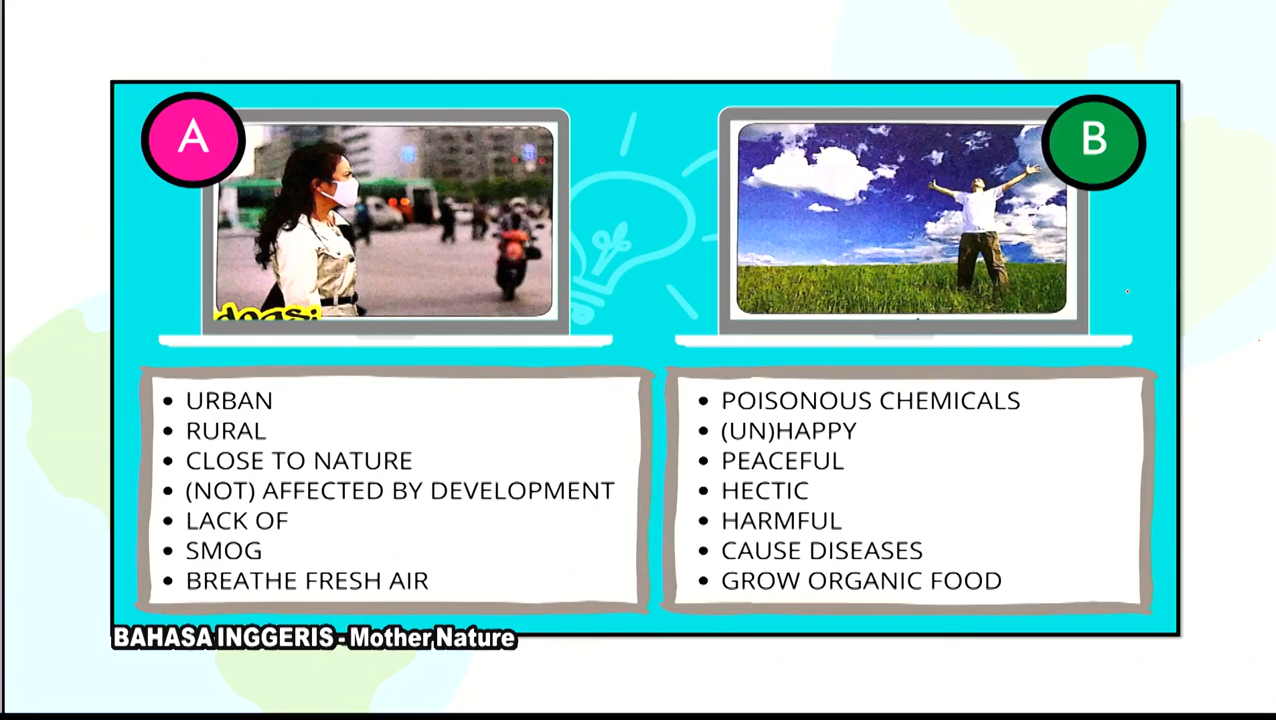 A
B
URBAN
RURAL
CLOSE TO NATURE
(NOT) AFFECTED BY DEVELOPMENT
LACK OF
SMOG
BREATHE FRESH AIR
POISONOUS CHEMICALS
(UN)HAPPY
PEACEFUL
HECTIC
HARMFUL
CAUSE DISEASES
GROW ORGANIC FOOD
BAHASA INGGERIS - Mother Nature